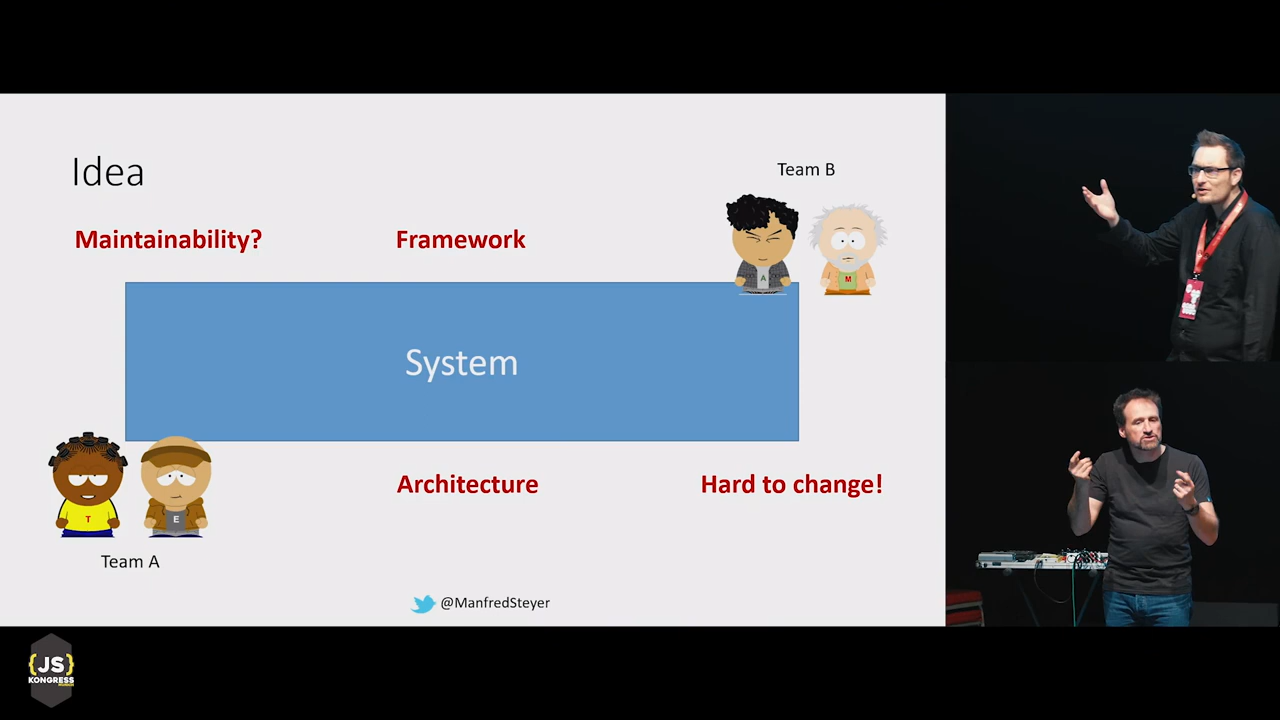 Idea
Team B
Maintainability?
Framework
A
M
System
T
E
Architecture
Hard to change!
Team A
@ManfredSteyer
{JS}
KONGRESS